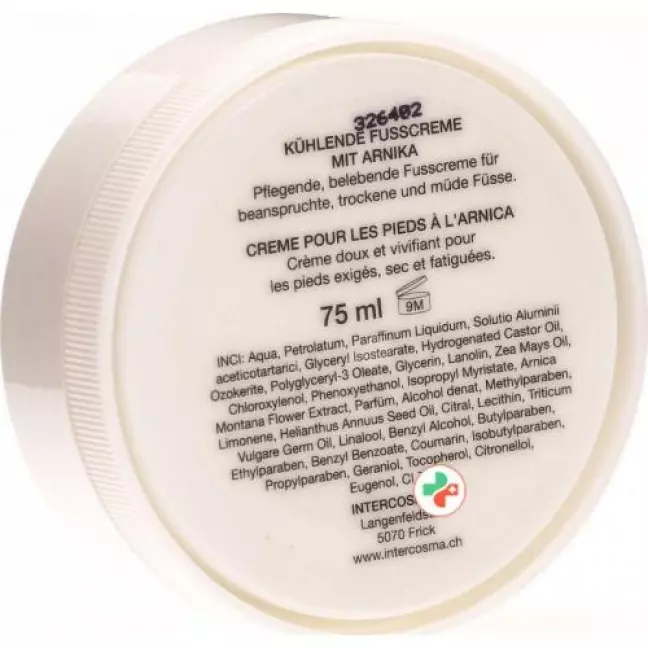 326402
KÜHLENDE FUSSCREME
MIT ARNIKA
Pflegende, belebende Fusscreme für
beanspruchte, trockene und müde Füsse.
CREME POUR LES PIEDS À L'ARNICA
Crème doux et vivifiant pour
les pieds exigés, sec et fatiguées.
75 ml 9M
INCI: Aqua, Petrolatum, Paraffinum Liquidum, Solutio Aluminii
aceticotartarici, Glyceryl Isostearate, Hydrogenated Castor Oil,
Ozokerite, Polyglyceryl-3 Oleate, Glycerin, Lanolin, Zea Mays Oil,
Chloroxylenol, Phenoxyethanol, Isopropyl Myristate, Arnica
Montana Flower Extract, Parfüm, Alcohol denat, Methylparaben,
Limonene, Helianthus Annuus Seed Oil, Citral, Lecithin, Triticum
Vulgare Germ Oil, Linalool, Benzyl Alcohol, Butylparaben,
Ethylparaben, Benzyl Benzoate, Coumarin, Isobutylparaben,
Propylparaben, Geraniol, Tocopherol, Citronellol,
Eugenol, CI
5070 Frick
www.intercosma.ch